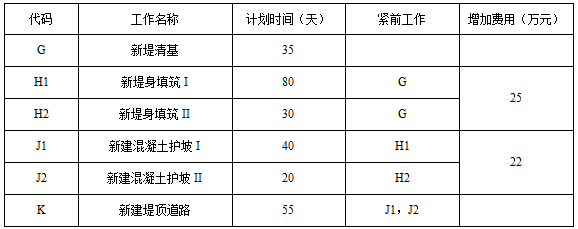 代码 工作名称 计划时间（天） 紧前工作 增加费用（万元）
G 新堤清基 35
H1 新堤身填筑 I 80 G 25
H2 新堤身填筑 II 30 G
J1 新建混凝土护坡 I 40 H1 22
J2 新建混凝土护坡 II 20 H2
K 新建堤顶道路 55 J1，J2